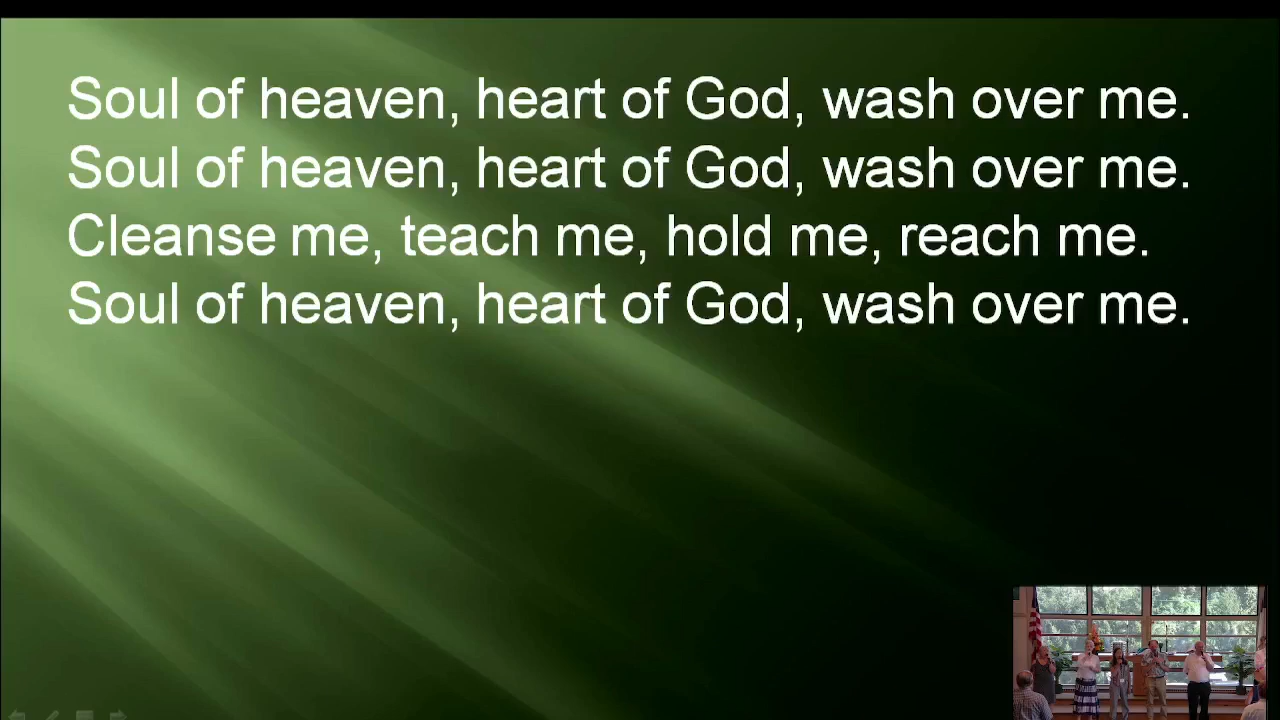 Soul of heaven, heart of God, wash over me.
Soul of heaven, heart of God, wash over me.
Cleanse me, teach me, hold me, reach me.
Soul of heaven, heart of God, wash over me.